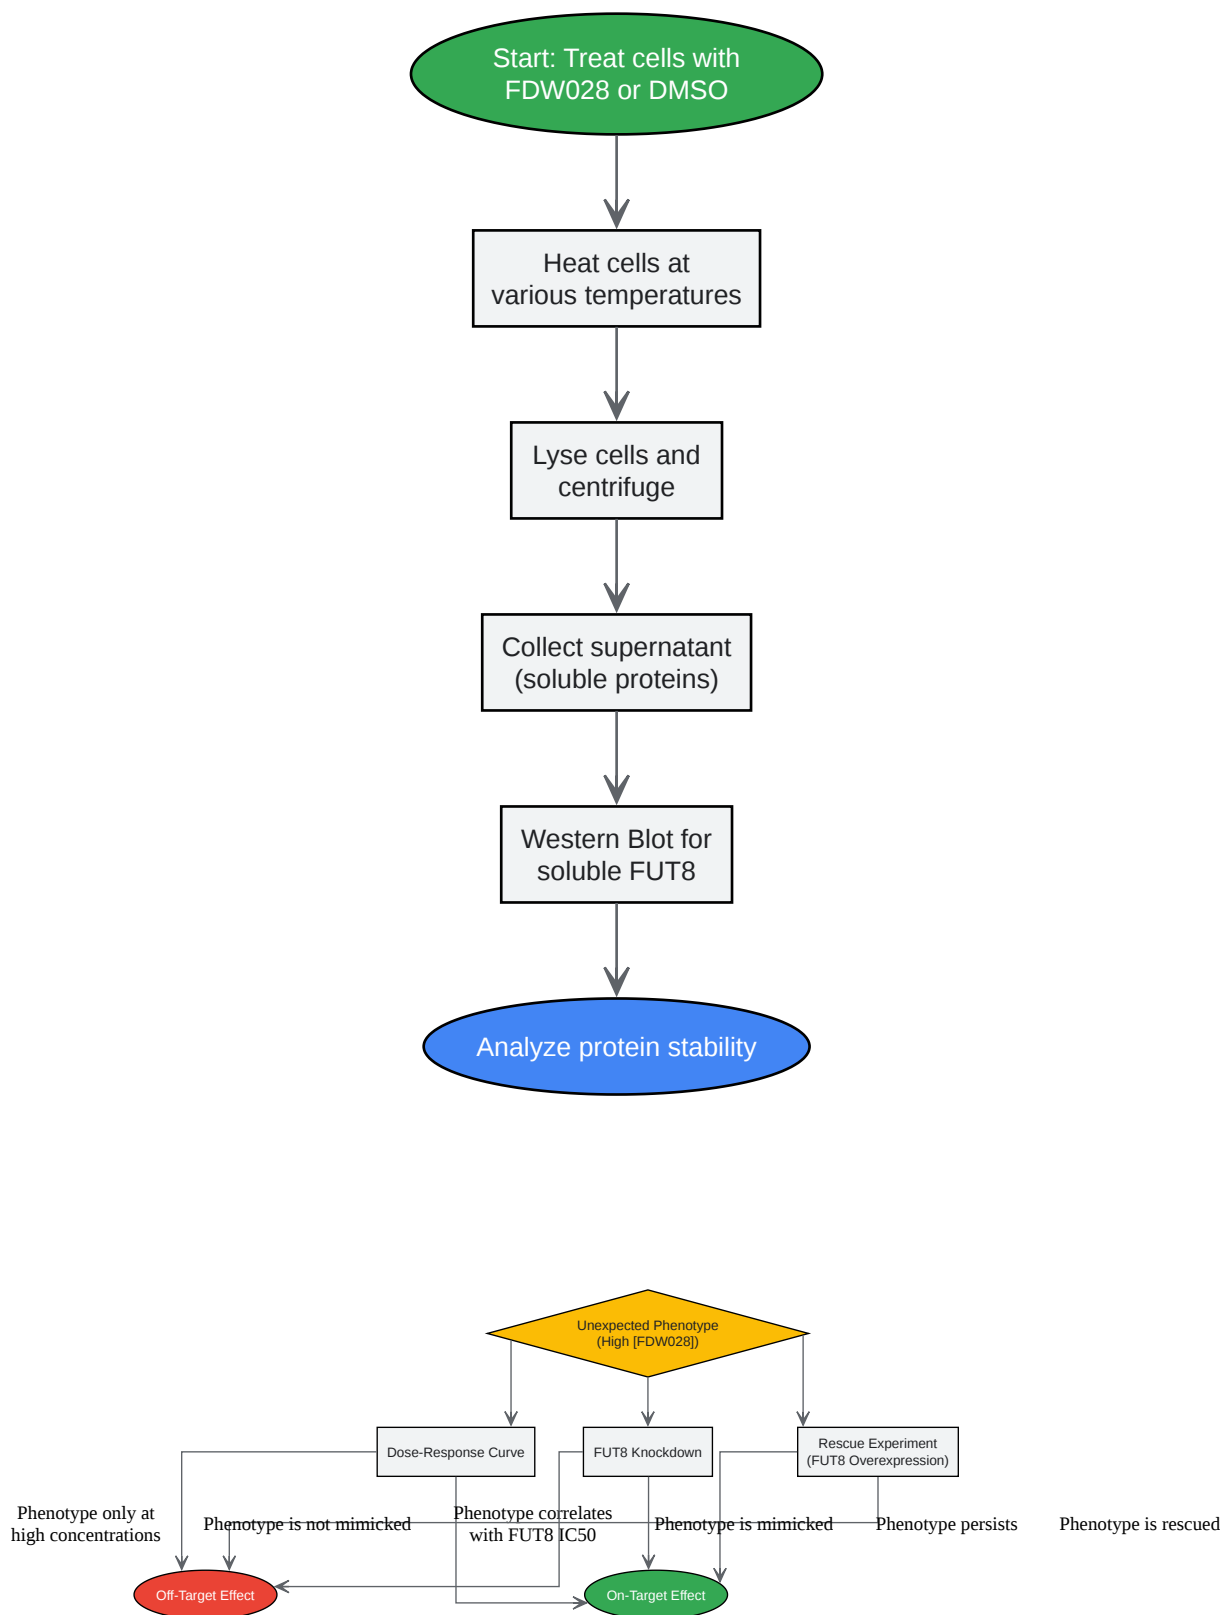 Start: Treat cells with
FDW028 or DMSO
Heat cells at
various temperatures
Lyse cells and
centrifuge
Collect supernatant
(soluble proteins)
Western Blot for
soluble FUT8
Analyze protein stability
Unexpected Phenotype
(High [FDW028])
Dose-Response Curve
FUT8 Knockdown
Rescue Experiment
(FUT8 Overexpression)
Phenotype only at
high concentrations
Phenotype is not mimicked
Phenotype correlates
with FUT8 IC50
Phenotype is mimicked
Phenotype persists
Phenotype is rescued
Off-Target Effect
On-Target Effect